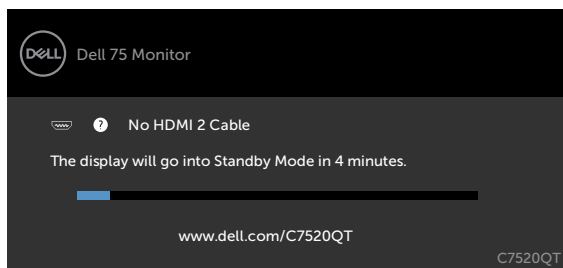 DELL Dell 75 Monitor
? No HDMI 2 Cable
The display will go into Standby Mode in 4 minutes.
www.dell.com/C7520QT
C7520QT